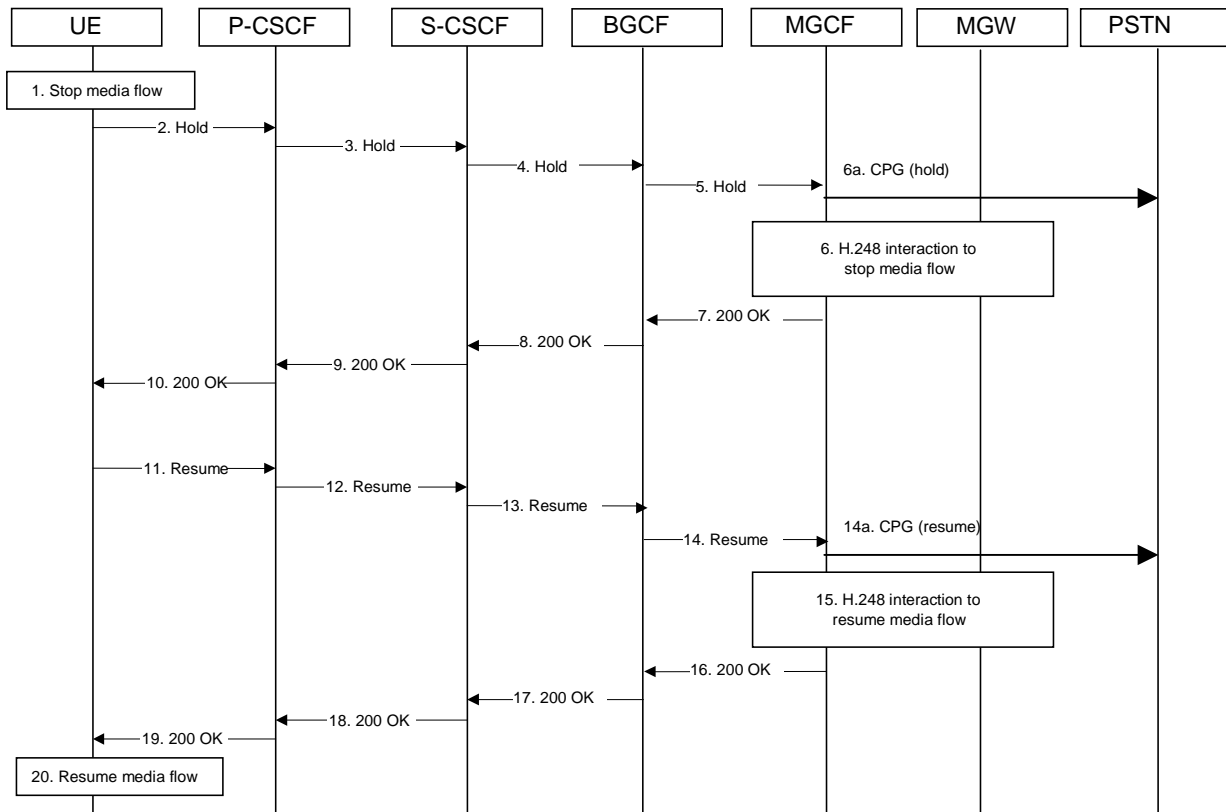 UE
P-CSCF
S-CSCF
BGCF
MGCF
MGW
PSTN
1. Stop media flow
2. Hold
3. Hold
4. Hold
5. Hold
6a. CPG (hold)
6. H.248 interaction to
stop media flow
7. 200 OK
8. 200 OK
9. 200 OK
10. 200 OK
11. Resume
12. Resume
13. Resume
14. Resume
14a. CPG (resume)
15. H.248 interaction to
resume media flow
16. 200 OK
17. 200 OK
18. 200 OK
19. 200 OK
20. Resume media flow